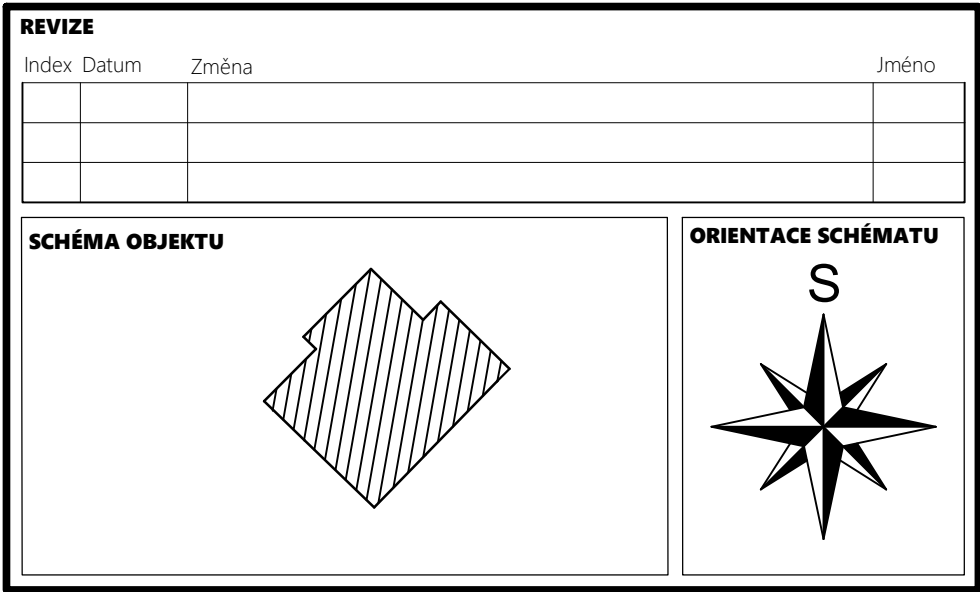 REVIZE
Index Datum Změna Jméno
SCHÉMA OBJEKTU
ORIENTACE SCHÉMATU
S